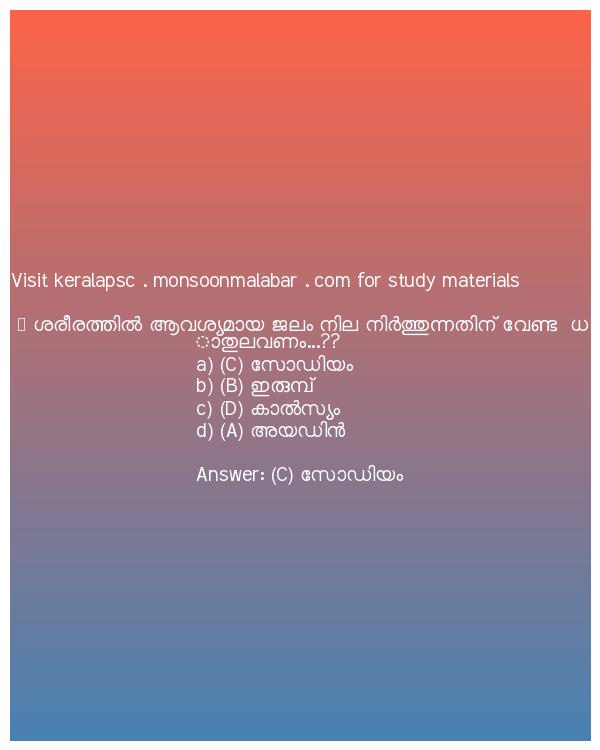 Visit keralapsc . monsoonmalabar . com for study materials
▯ ശരീരത്തിൽ ആവശ്യമായ ജലം നില നിർത്തുന്നതിന് വേണ്ട ധ
ാതുലവണം...??
a) (C) സോഡിയം
b) (B) ഇരുമ്പ്
c) (D) കാൽസ്യം
d) (A) അയഡിൻ
Answer: (C) സോഡിയം